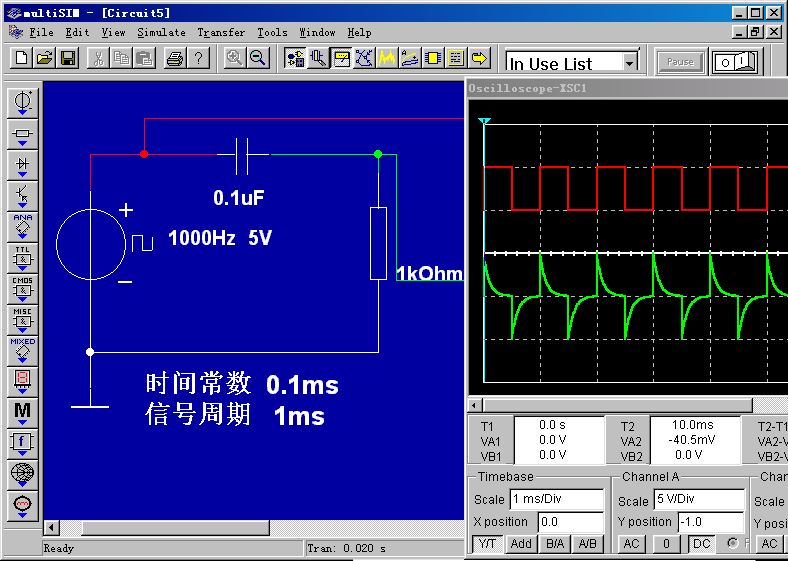 multiSIM - [Circuit5]
File Edit View Simulate Transfer Tools Window Help
In Use List
Pause
Oscilloscope-XSC1
ANA
TTL
CMOS
MISC
MIXED
M
f
0.1uF
1000Hz 5V
1kOhm
时间常数 0.1ms
信号周期 1ms
1
T1 0.0 s T2 10.0ms T2-T1
VA1 0.0 V VA2 -40.5mV VA2-V
VB1 0.0 V VB2 0.0 V VB2-V
Timebase Channel A Chan
Scale 1 ms/Div Scale 5 V/Div Scale
X position 0.0 Y position -1.0 Y posi
Y/T Add B/A A/B AC 0 DC AC
Ready Tran: 0.020 s